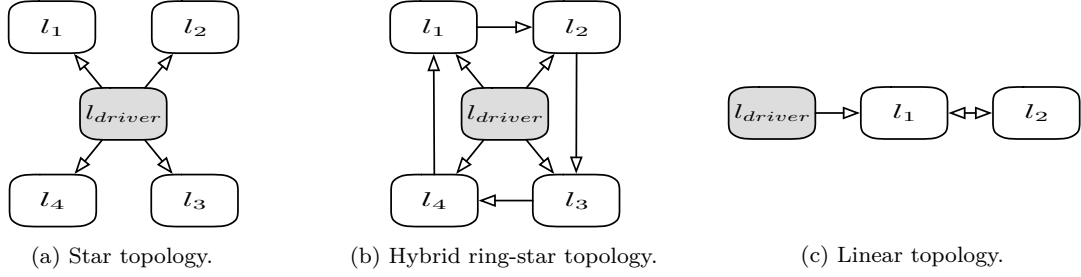 l1 l2
ldriver
l4 l3
(a) Star topology.
l1 l2
ldriver
l4 l3
(b) Hybrid ring-star topology.
ldriver l1 l2
(c) Linear topology.